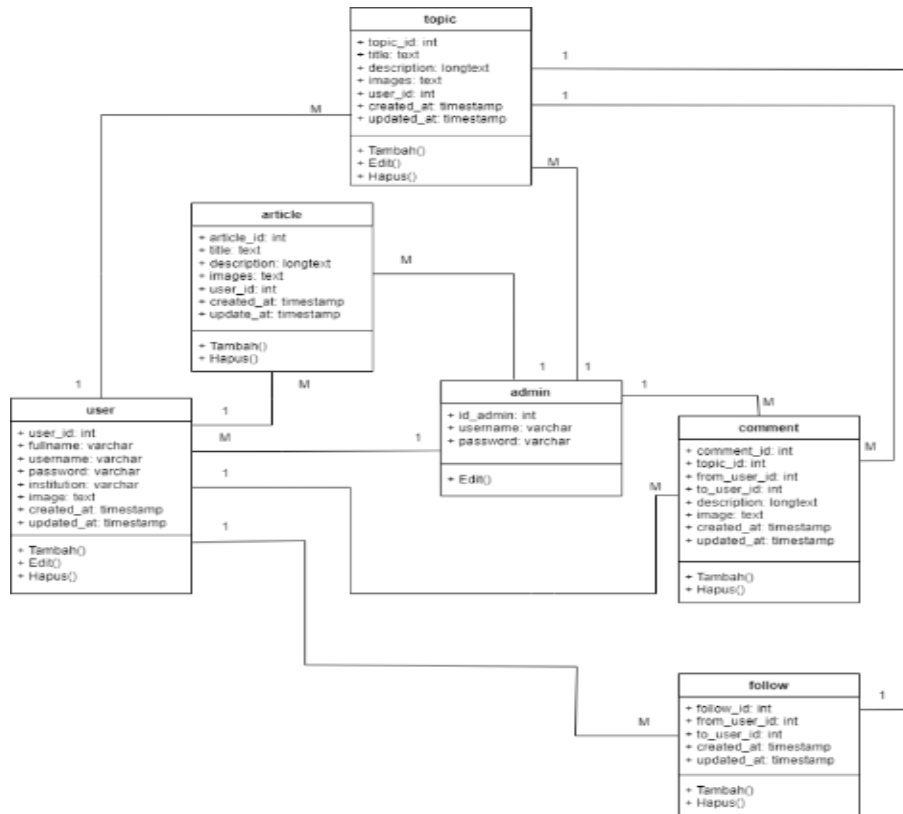 topic
+ topic_id: int
+ title: text
+ description: longtext
+ images: text
+ user_id: int
+ created_at: timestamp
+ updated_at: timestamp
+ Tambah()
+ Edit()
+ Hapus()
1
1
M
M
article
+ article_id: int
+ title: text
+ description: longtext
+ images: text
+ user_id: int
+ created_at: timestamp
+ update_at: timestamp
+ Tambah()
+ Hapus()
M
1
M
1
1
user
+ user_id: int
+ fullname: varchar
+ username: varchar
+ password: varchar
+ institution: varchar
+ image: text
+ created_at: timestamp
+ updated_at: timestamp
+ Tambah()
+ Edit()
+ Hapus()
1
M
1
1
1
admin
+ id_admin: int
+ username: varchar
+ password: varchar
+ Edit()
1
M
M
M
comment
+ comment_id: int
+ topic_id: int
+ from_user_id: int
+ to_user_id: int
+ description: longtext
+ image: text
+ created_at: timestamp
+ updated_at: timestamp
+ Tambah()
+ Hapus()
M
1
follow
+ follow_id: int
+ from_user_id: int
+ to_user_id: int
+ created_at: timestamp
+ updated_at: timestamp
+ Tambah()
+ Hapus()